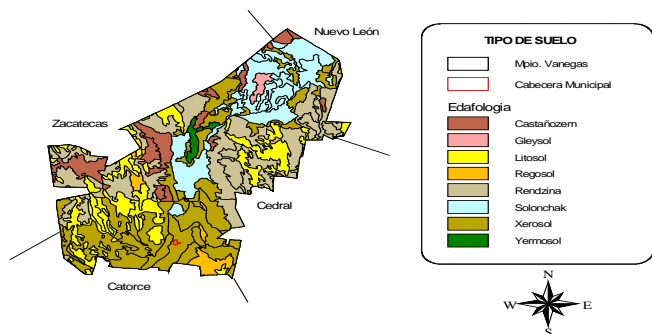 Nuevo León
Zacatecas
Cedral
Catorce
TIPO DE SUELO
Mpio. Vanegas
Cabecera Municipal
Edafologia
Castañozem
Gleysol
Litosol
Regosol
Rendzina
Solonchak
Xerosol
Yermosol
N
W E
S